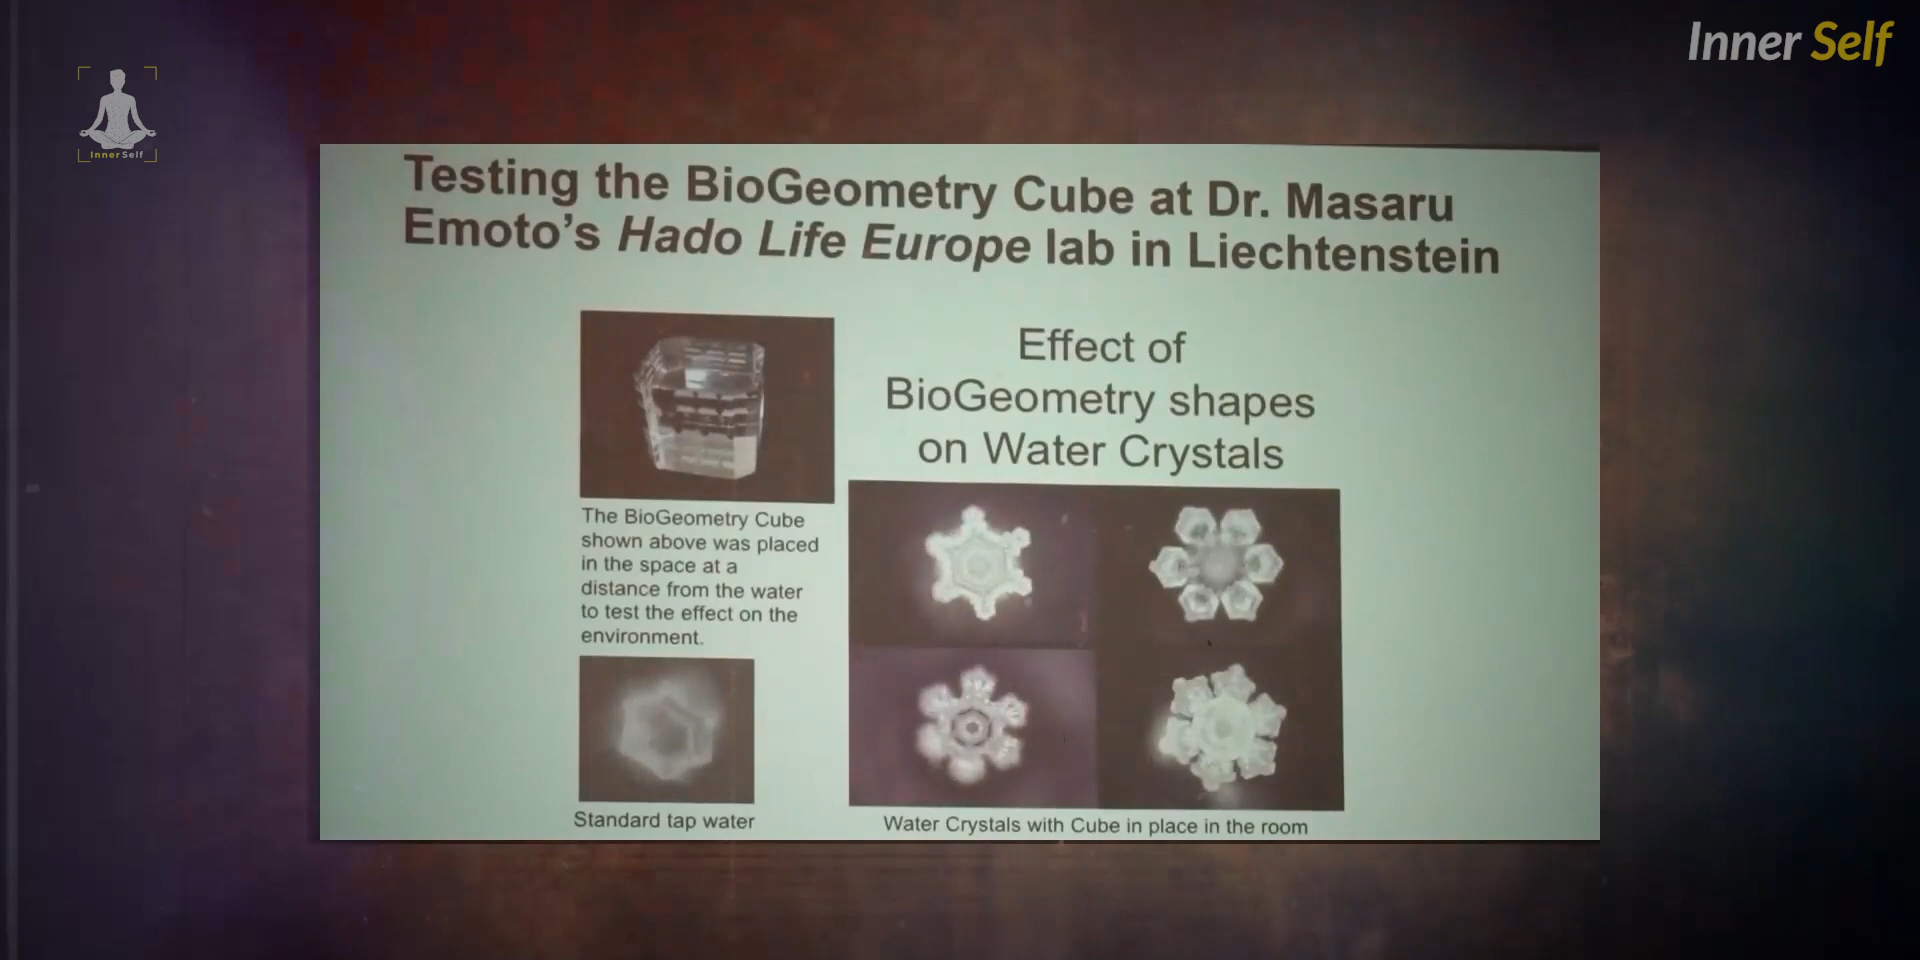 Inner Self
InnerSelf
Testing the BioGeometry Cube at Dr. Masaru
Emoto's Hado Life Europe lab in Liechtenstein
Effect of
BioGeometry shapes
on Water Crystals
The BioGeometry Cube
shown above was placed
in the space at a
distance from the water
to test the effect on the
environment.
Standard tap water
Water Crystals with Cube in place in the room